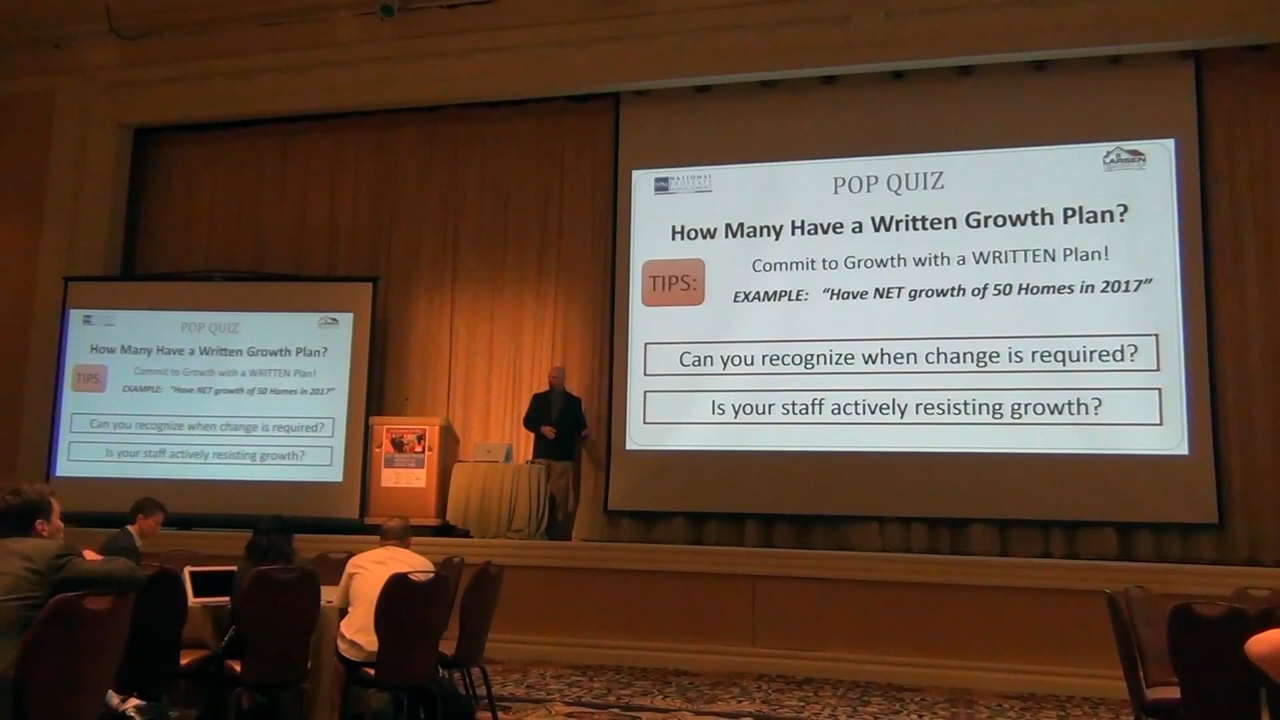 POP QUIZ
How Many Have a Written Growth Plan?
Commit to Growth with a WRITTEN Plan!
TIPS:
EXAMPLE: "Have NET growth of 50 Homes in 2017"
Can you recognize when change is required?
Is your staff actively resisting growth?
NATIONAL
LARSEN
POP QUIZ
How Many Have a Written Growth Plan?
Commit to Growth with a WRITTEN Plan!
TIPS:
EXAMPLE: "Have NET growth of 50 Homes in 2017"
Can you recognize when change is required?
Is your staff actively resisting growth?